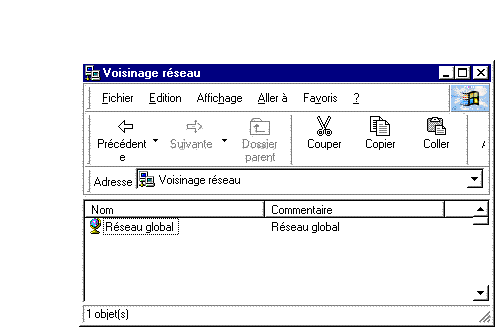 Voisinage réseau
Fichier Edition Affichage Aller à Favoris ?
Précédent
e Suivante Dossier
parent Couper Copier Coller
Adresse Voisinage réseau
Nom Commentaire
Réseau global Réseau global
1 objet(s)